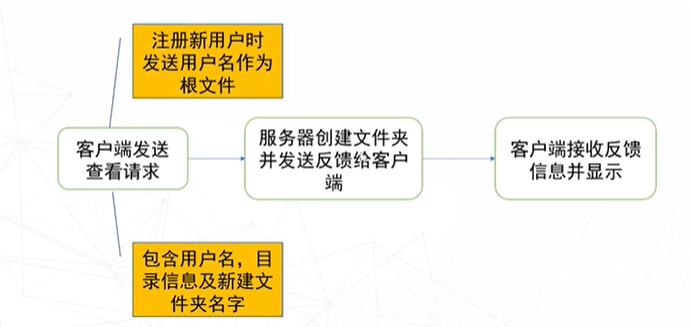 注册新用户时
发送用户名作为
根文件
客户端发送
查看请求
服务器创建文件夹
并发送反馈给客户
端
客户端接收反馈
信息并显示
包含用户名，目
录信息及新建文
件夹名字